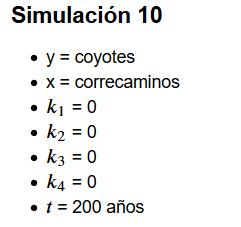 Simulación 10
• y = coyotes
• x = correcaminos
• k₁ = 0
• k₂ = 0
• k₃ = 0
• k₄ = 0
• t = 200 años